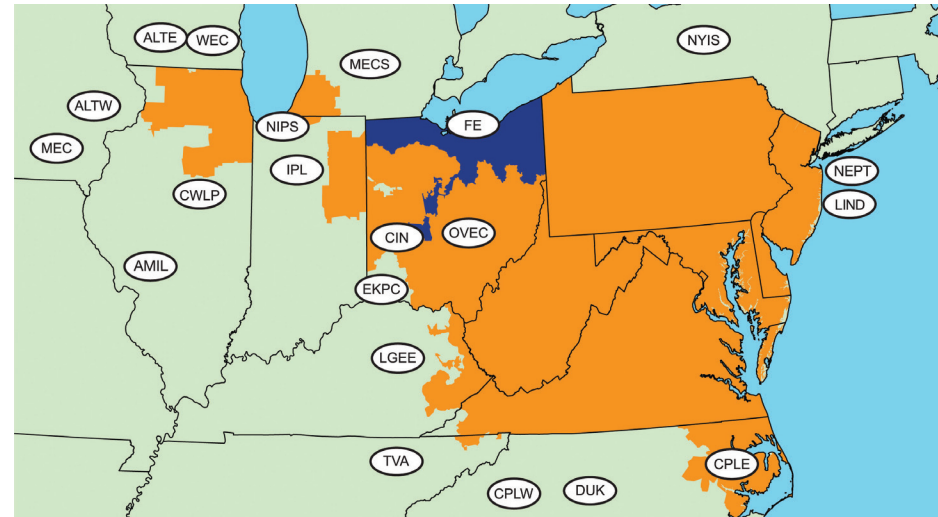 ALTE
WEC
NYIS
MECS
ALTW
NIPS
FE
MEC
IPL
NEPT
CWLP
LIND
CIN
OVEC
AMIL
EKPC
LGEE
TVA
CPLE
CPLW
DUK